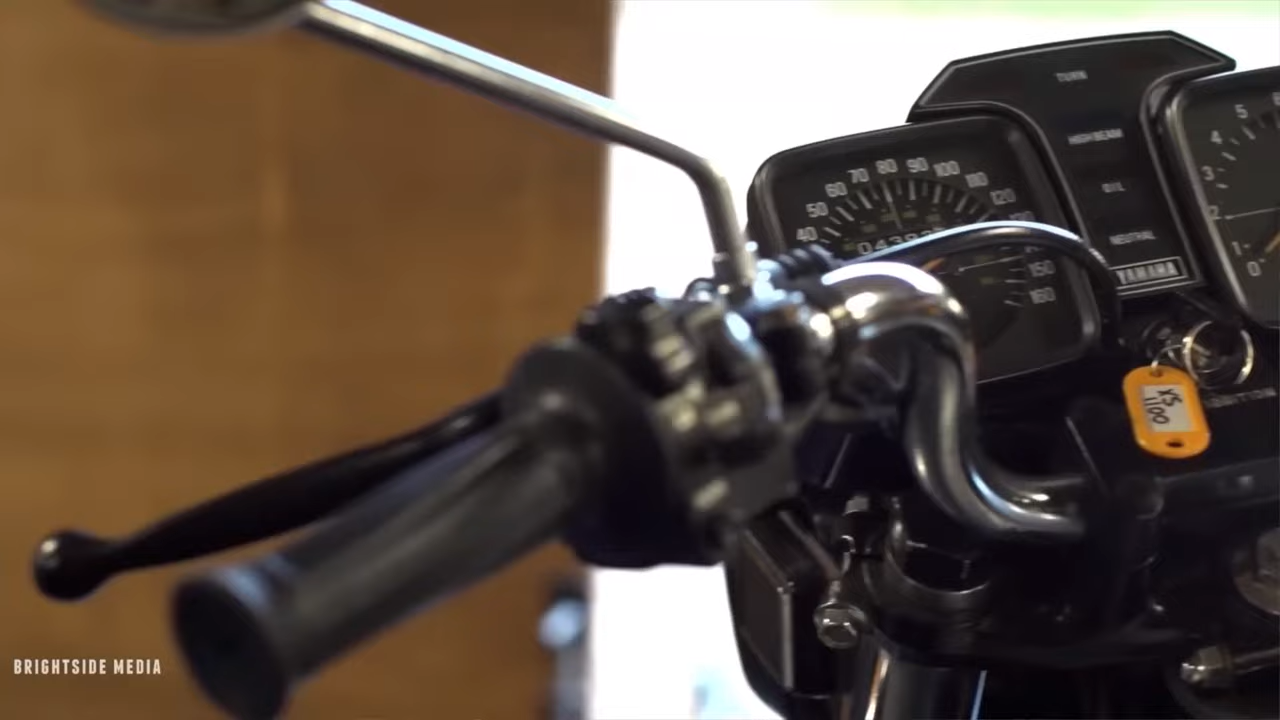 TURN
HIGH BEAM
OIL
NEUTRAL
YAMAHA
40 50 60 70 80 90 100 110 120
150
160
5
4
3
2
1
0
XS
1100
BRIGHTSIDE MEDIA